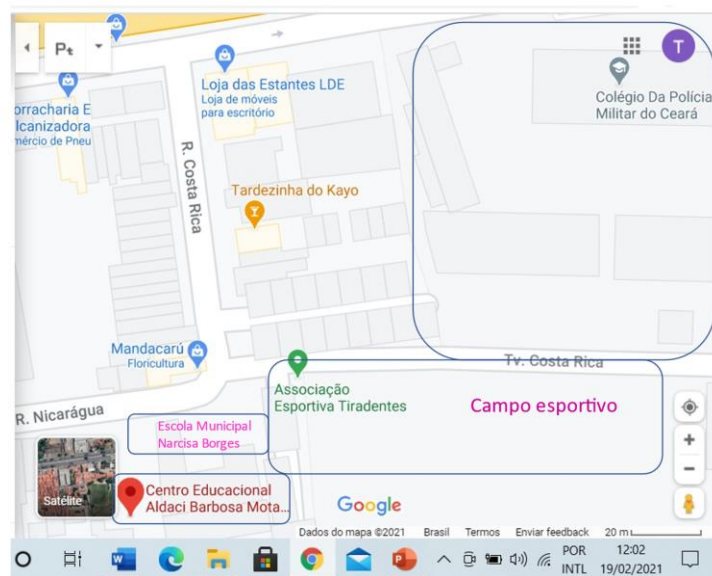 Pt
T
orracharia E
lcanizadora
mércio de Pneu
Loja das Estantes LDE
Loja de móveis
para escritório
Colégio Da Polícia
Militar do Ceará
R. Costa Rica
Tardezinha do Kayo
Mandacarú
Floricultura
Tv. Costa Rica
Associação
Esportiva Tiradentes
Campo esportivo
R. Nicarágua
Escola Municipal
Narcisa Borges
Satélite
Centro Educacional
Aldaci Barbosa Mota...
Google
Dados do mapa ©2021 Brasil Termos Enviar feedback 20 m
POR
INTL
12:02
19/02/2021